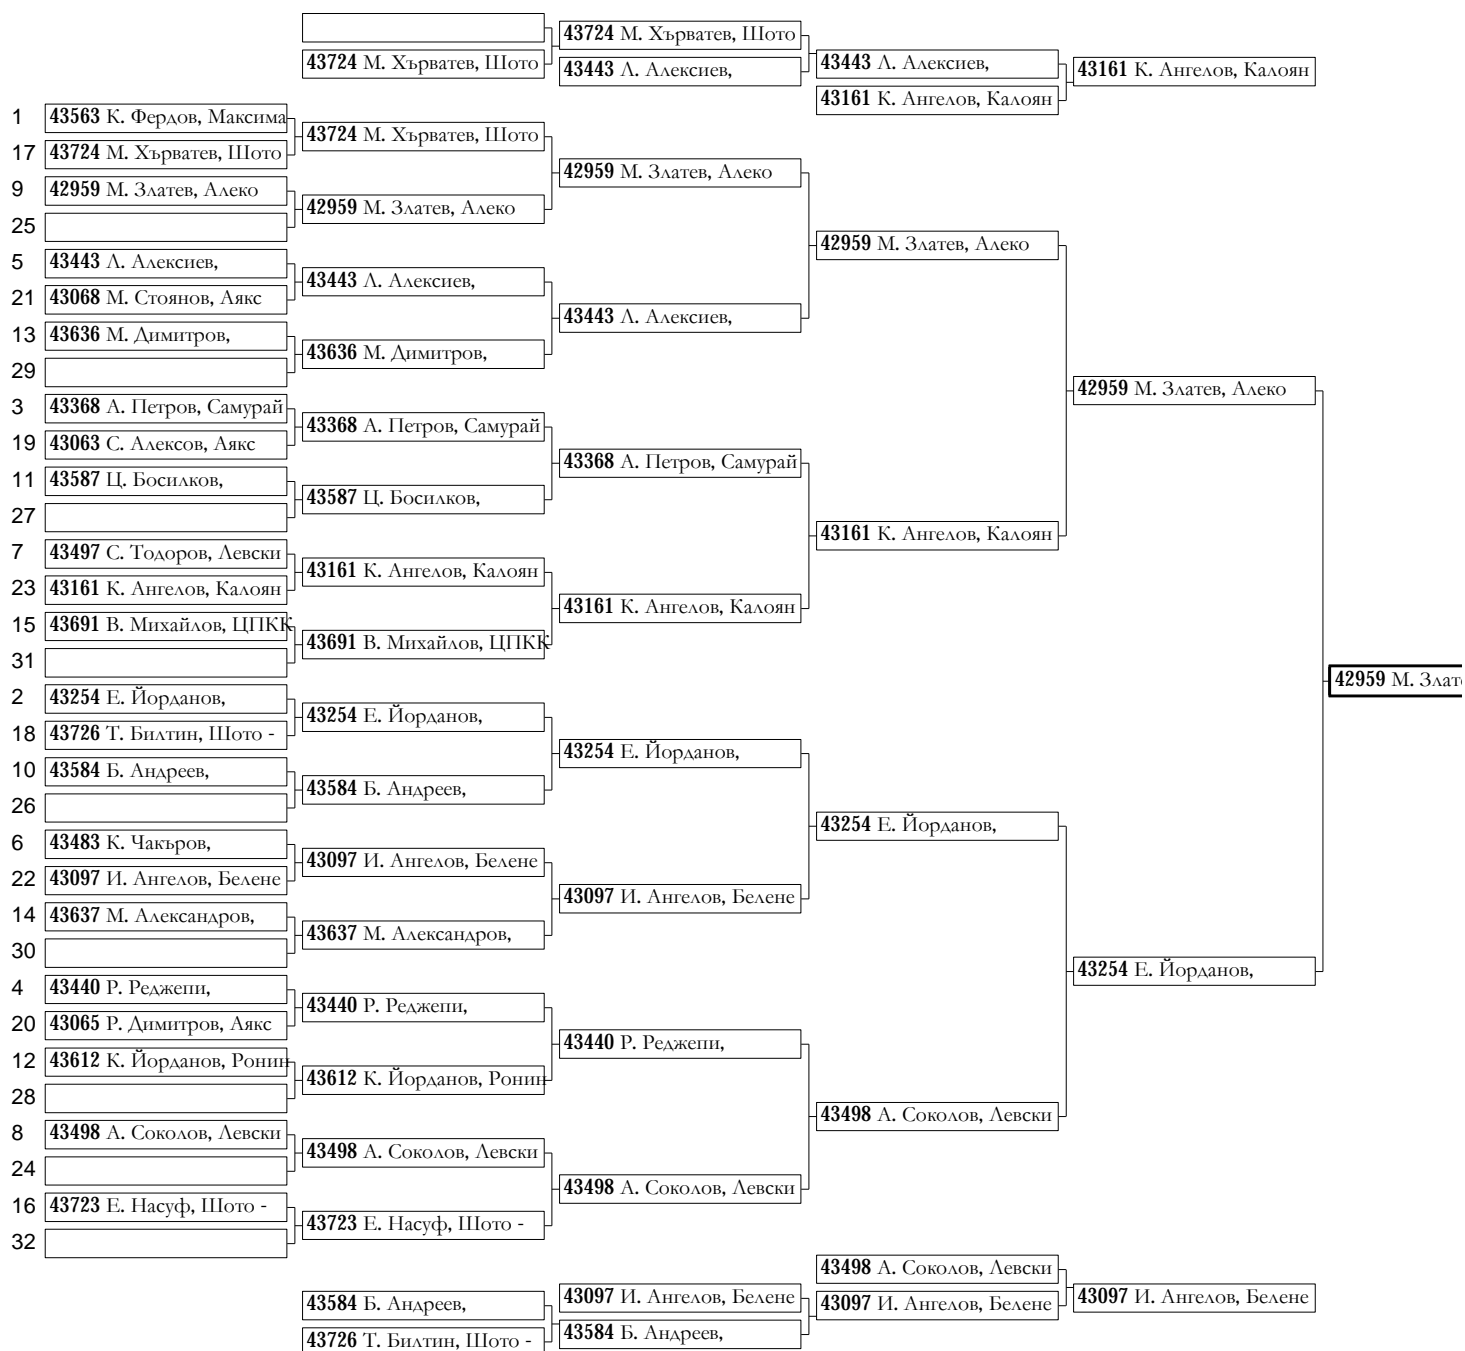 43724 М. Хърватев, Шото
43724 М. Хърватев, Шото
43443 Л. Алексиев,
43443 Л. Алексиев,
43161 К. Ангелов, Калоян
43161 К. Ангелов, Калоян
1 43563 К. Фердов, Максима
17 43724 М. Хърватев, Шото
9 42959 М. Златев, Алеко
25
5 43443 Л. Алексиев,
21 43068 М. Стоянов, Аякс
13 43636 М. Димитров,
29
3 43368 А. Петров, Самурай
19 43063 С. Алексов, Аякс
11 43587 Ц. Босилков,
27
7 43497 С. Тодоров, Левски
23 43161 К. Ангелов, Калоян
15 43691 В. Михайлов, ЦПКК
31
2 43254 Е. Йорданов,
18 43726 Т. Билтин, Шото -
10 43584 Б. Андреев,
26
6 43483 К. Чакъров,
22 43097 И. Ангелов, Белене
14 43637 М. Александров,
30
4 43440 Р. Реджепи,
20 43065 Р. Димитров, Аякс
12 43612 К. Йорданов, Ронин
28
8 43498 А. Соколов, Левски
24
16 43723 Е. Насуф, Шото -
32
43724 М. Хърватев, Шото
42959 М. Златев, Алеко
43443 Л. Алексиев,
43636 М. Димитров,
43368 А. Петров, Самурай
43587 Ц. Босилков,
43161 К. Ангелов, Калоян
43691 В. Михайлов, ЦПКК
43254 Е. Йорданов,
43584 Б. Андреев,
43097 И. Ангелов, Белене
43637 М. Александров,
43440 Р. Реджепи,
43612 К. Йорданов, Ронин
43498 А. Соколов, Левски
43723 Е. Насуф, Шото -
42959 М. Златев, Алеко
43443 Л. Алексиев,
43368 А. Петров, Самурай
43161 К. Ангелов, Калоян
43254 Е. Йорданов,
43097 И. Ангелов, Белене
43440 Р. Реджепи,
43498 А. Соколов, Левски
42959 М. Златев, Алеко
43161 К. Ангелов, Калоян
43254 Е. Йорданов,
43498 А. Соколов, Левски
42959 М. Златев, Алеко
43254 Е. Йорданов,
42959 М. Злат
43584 Б. Андреев,
43726 Т. Билтин, Шото -
43097 И. Ангелов, Белене
43584 Б. Андреев,
43498 А. Соколов, Левски
43097 И. Ангелов, Белене
43097 И. Ангелов, Белене